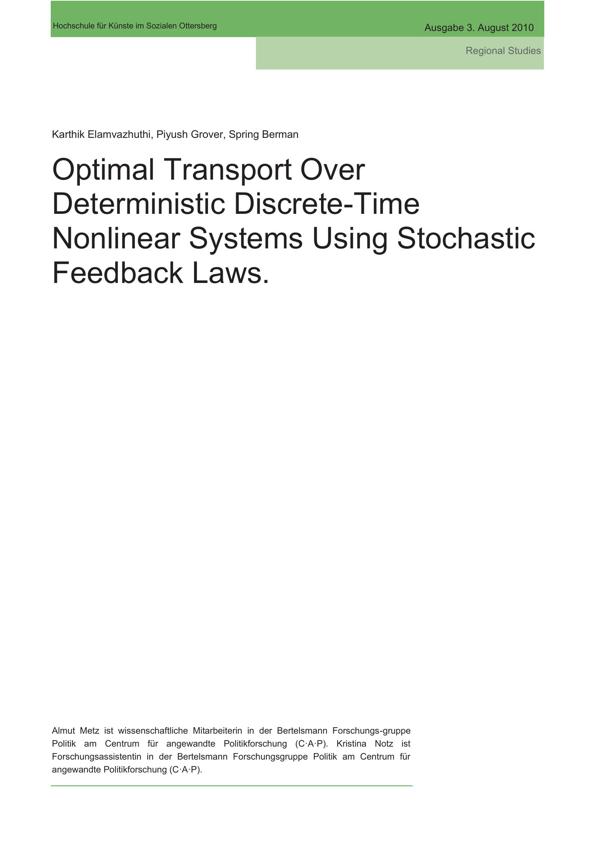 Hochschule für Künste im Sozialen Ottersberg
Ausgabe 3. August 2010
Regional Studies
Karthik Elamvazhuthi, Piyush Grover, Spring Berman
Optimal Transport Over
Deterministic Discrete-Time
Nonlinear Systems Using Stochastic
Feedback Laws.
Almut Metz ist wissenschaftliche Mitarbeiterin in der Bertelsmann Forschungs-gruppe
Politik am Centrum für angewandte Politikforschung (C·A·P). Kristina Notz ist
Forschungsassistentin in der Bertelsmann Forschungsgruppe Politik am Centrum für
angewandte Politikforschung (C·A·P).